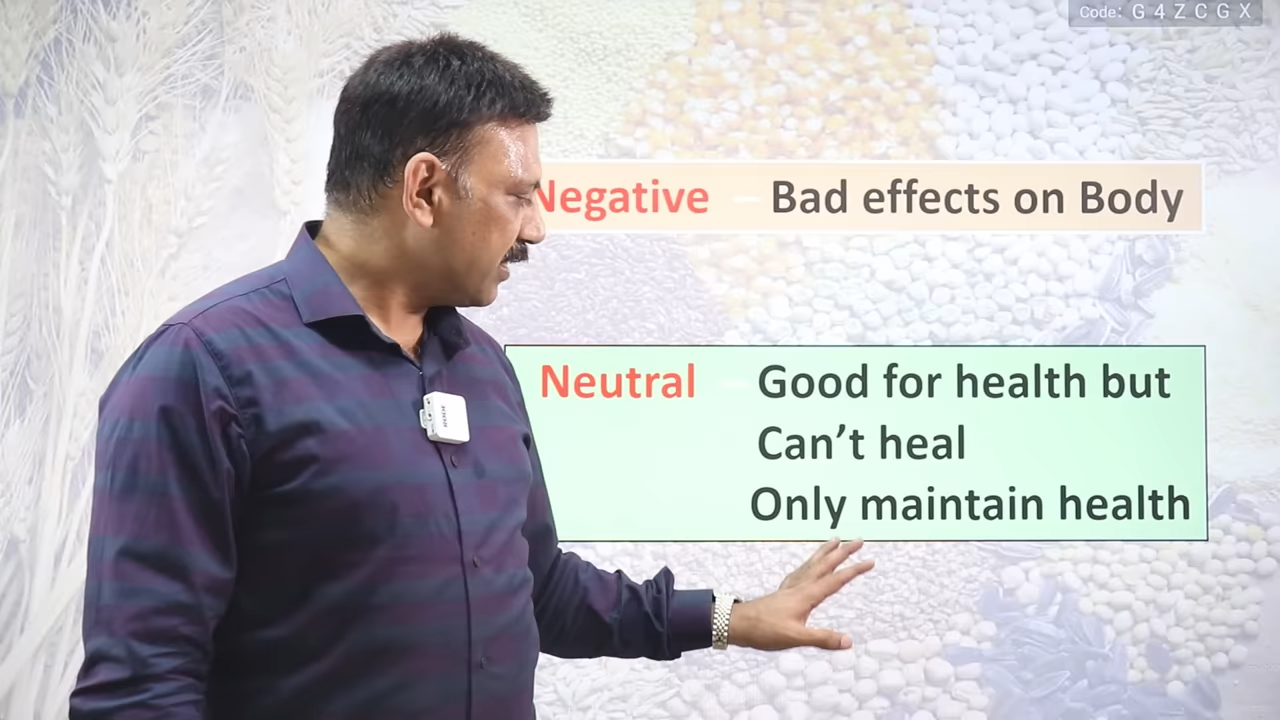 Code: G 4 Z C G X
Negative – Bad effects on Body
Neutral – Good for health but
Can’t heal
Only maintain health